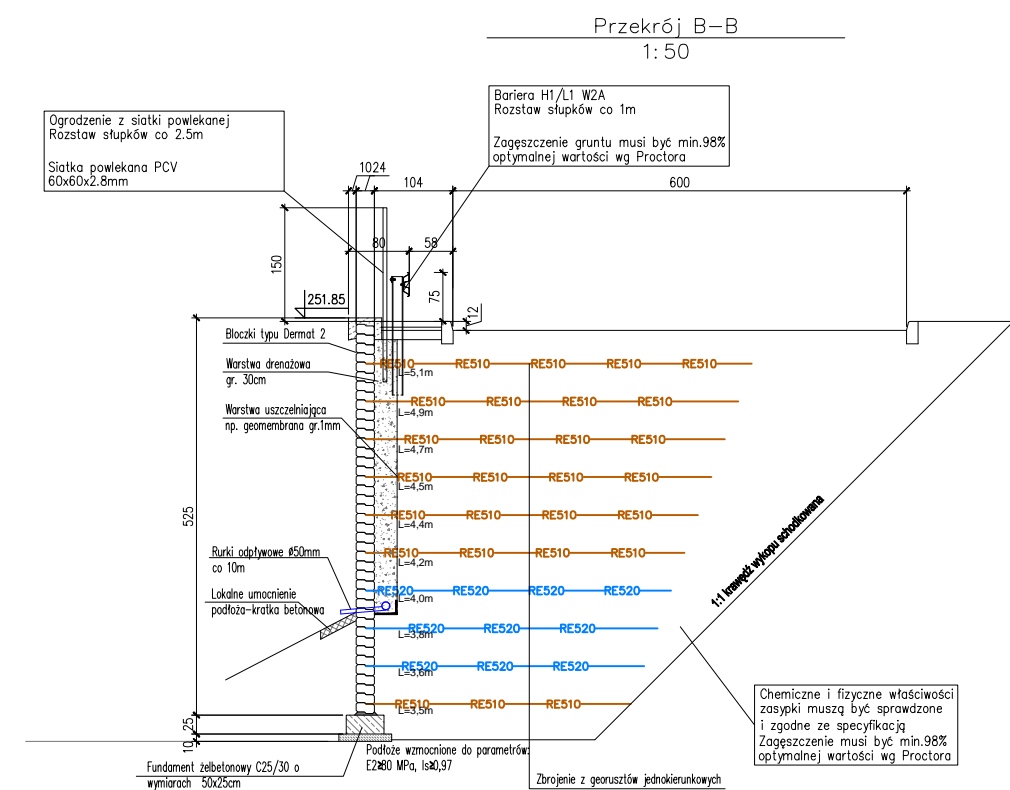 Przekrój B-B
1:50
Ogrodzenie z siatki powlekanej
Rozstaw słupków co 2.5m
Siatka powlekana PCV
60x60x2.8mm
Bariera H1/L1 W2A
Rozstaw słupków co 1m
Zagęszczenie gruntu musi być min.98%
optymalnej wartości wg Proctora
1024
104
600
80
58
150
75
12
251.85
Bloczki typu Dermat 2
Warstwa drenażowa
gr. 30cm
Warstwa uszczelniająca
np. geomembrana gr.1mm
525
Rurki odpływowe Ø50mm
co 10m
Lokalne umocnienie
podłoża-kratka betonowa
25
10
RE510 RE510 RE510 RE510 RE510
L=5,1m
RE510 RE510 RE510 RE510
L=4,9m
RE510 RE510 RE510 RE510
L=4,7m
RE510 RE510 RE510 RE510
L=4,5m
RE510 RE510 RE510 RE510
L=4,4m
RE510 RE510 RE510 RE510
L=4,2m
RE520 RE520 RE520 RE520
L=4,0m
RE520 RE520 RE520
L=3,8m
RE520 RE520 RE520
L=3,6m
RE510 RE510 RE510
L=3,5m
1:1 krawędź wykopu schodkowana
Chemiczne i fizyczne właściwości
zasypki muszą być sprawdzone
i zgodne ze specyfikacją
Zagęszczenie musi być min.98%
optymalnej wartości wg Proctora
Podłoże wzmocnione do parametrów:
E2≥80 MPa, Is≥0,97
Fundament żelbetonowy C25/30 o
wymiarach 50x25cm
Zbrojenie z georusztów jednokierunkowych